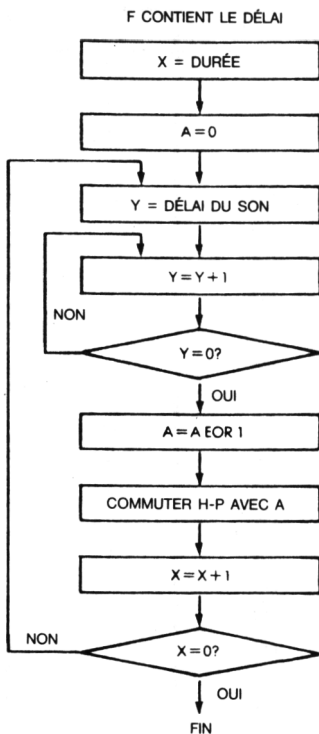 F CONTIENT LE DÉLAI
X = DURÉE
A = 0
Y = DÉLAI DU SON
Y = Y + 1
NON
Y = 0?
OUI
A = A EOR 1
COMMUTER H-P AVEC A
X = X + 1
NON
X = 0?
OUI
FIN